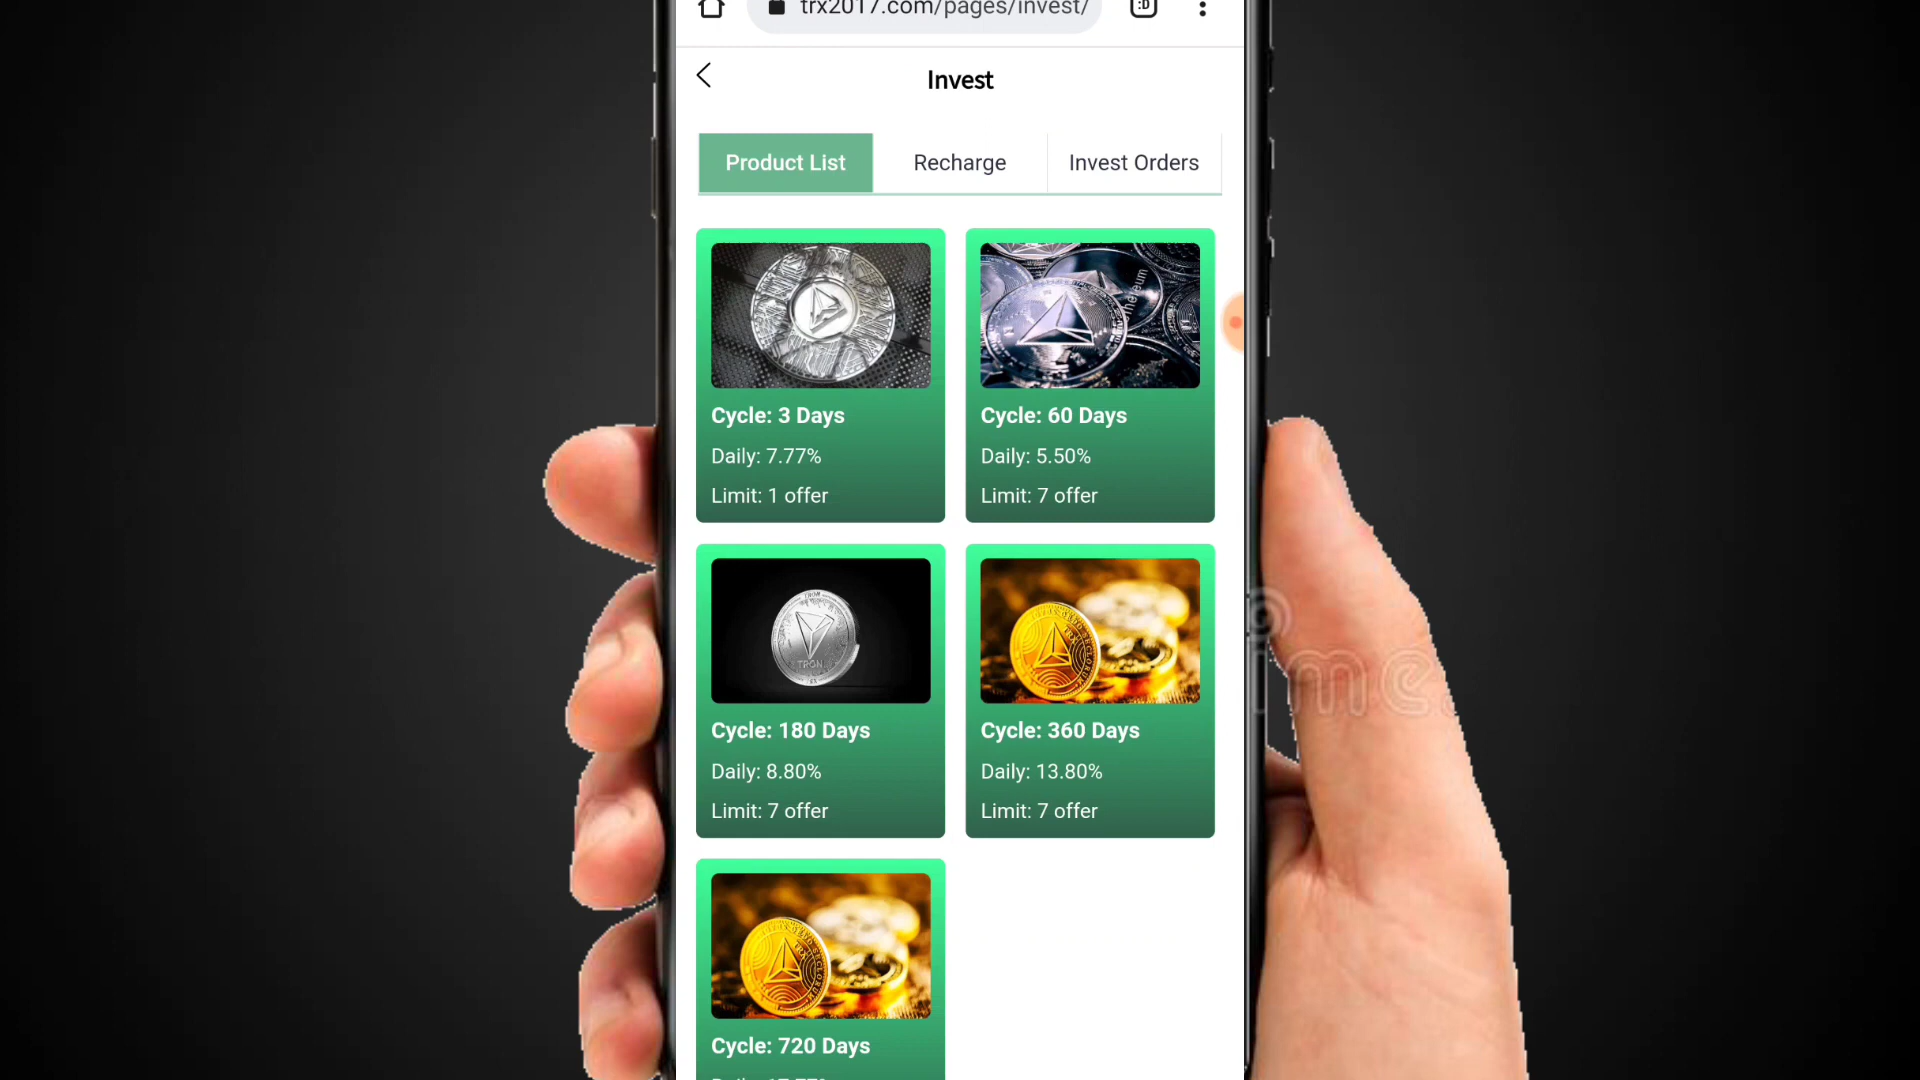 trx2017.com/pages/invest/
:D
Invest
Product List
Recharge
Invest Orders
Cycle: 3 Days
Daily: 7.77%
Limit: 1 offer
Cycle: 60 Days
Daily: 5.50%
Limit: 7 offer
Cycle: 180 Days
Daily: 8.80%
Limit: 7 offer
Cycle: 360 Days
Daily: 13.80%
Limit: 7 offer
Cycle: 720 Days
TRON